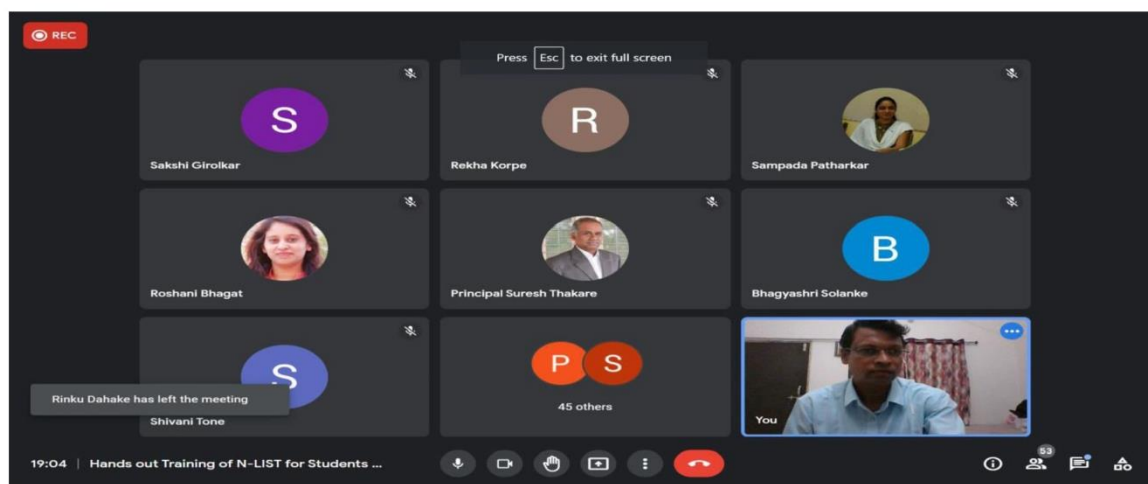 REC
Press Esc to exit full screen
S
R
Sakshi Girolkar
Rekha Korpe
Sampada Patharkar
B
Roshani Bhagat
Principal Suresh Thakare
Bhagyashri Solanke
S
P S
Rinku Dahake has left the meeting
45 others
Shivani Tone
You
19:04 | Hands out Training of N-LIST for Students ...
53